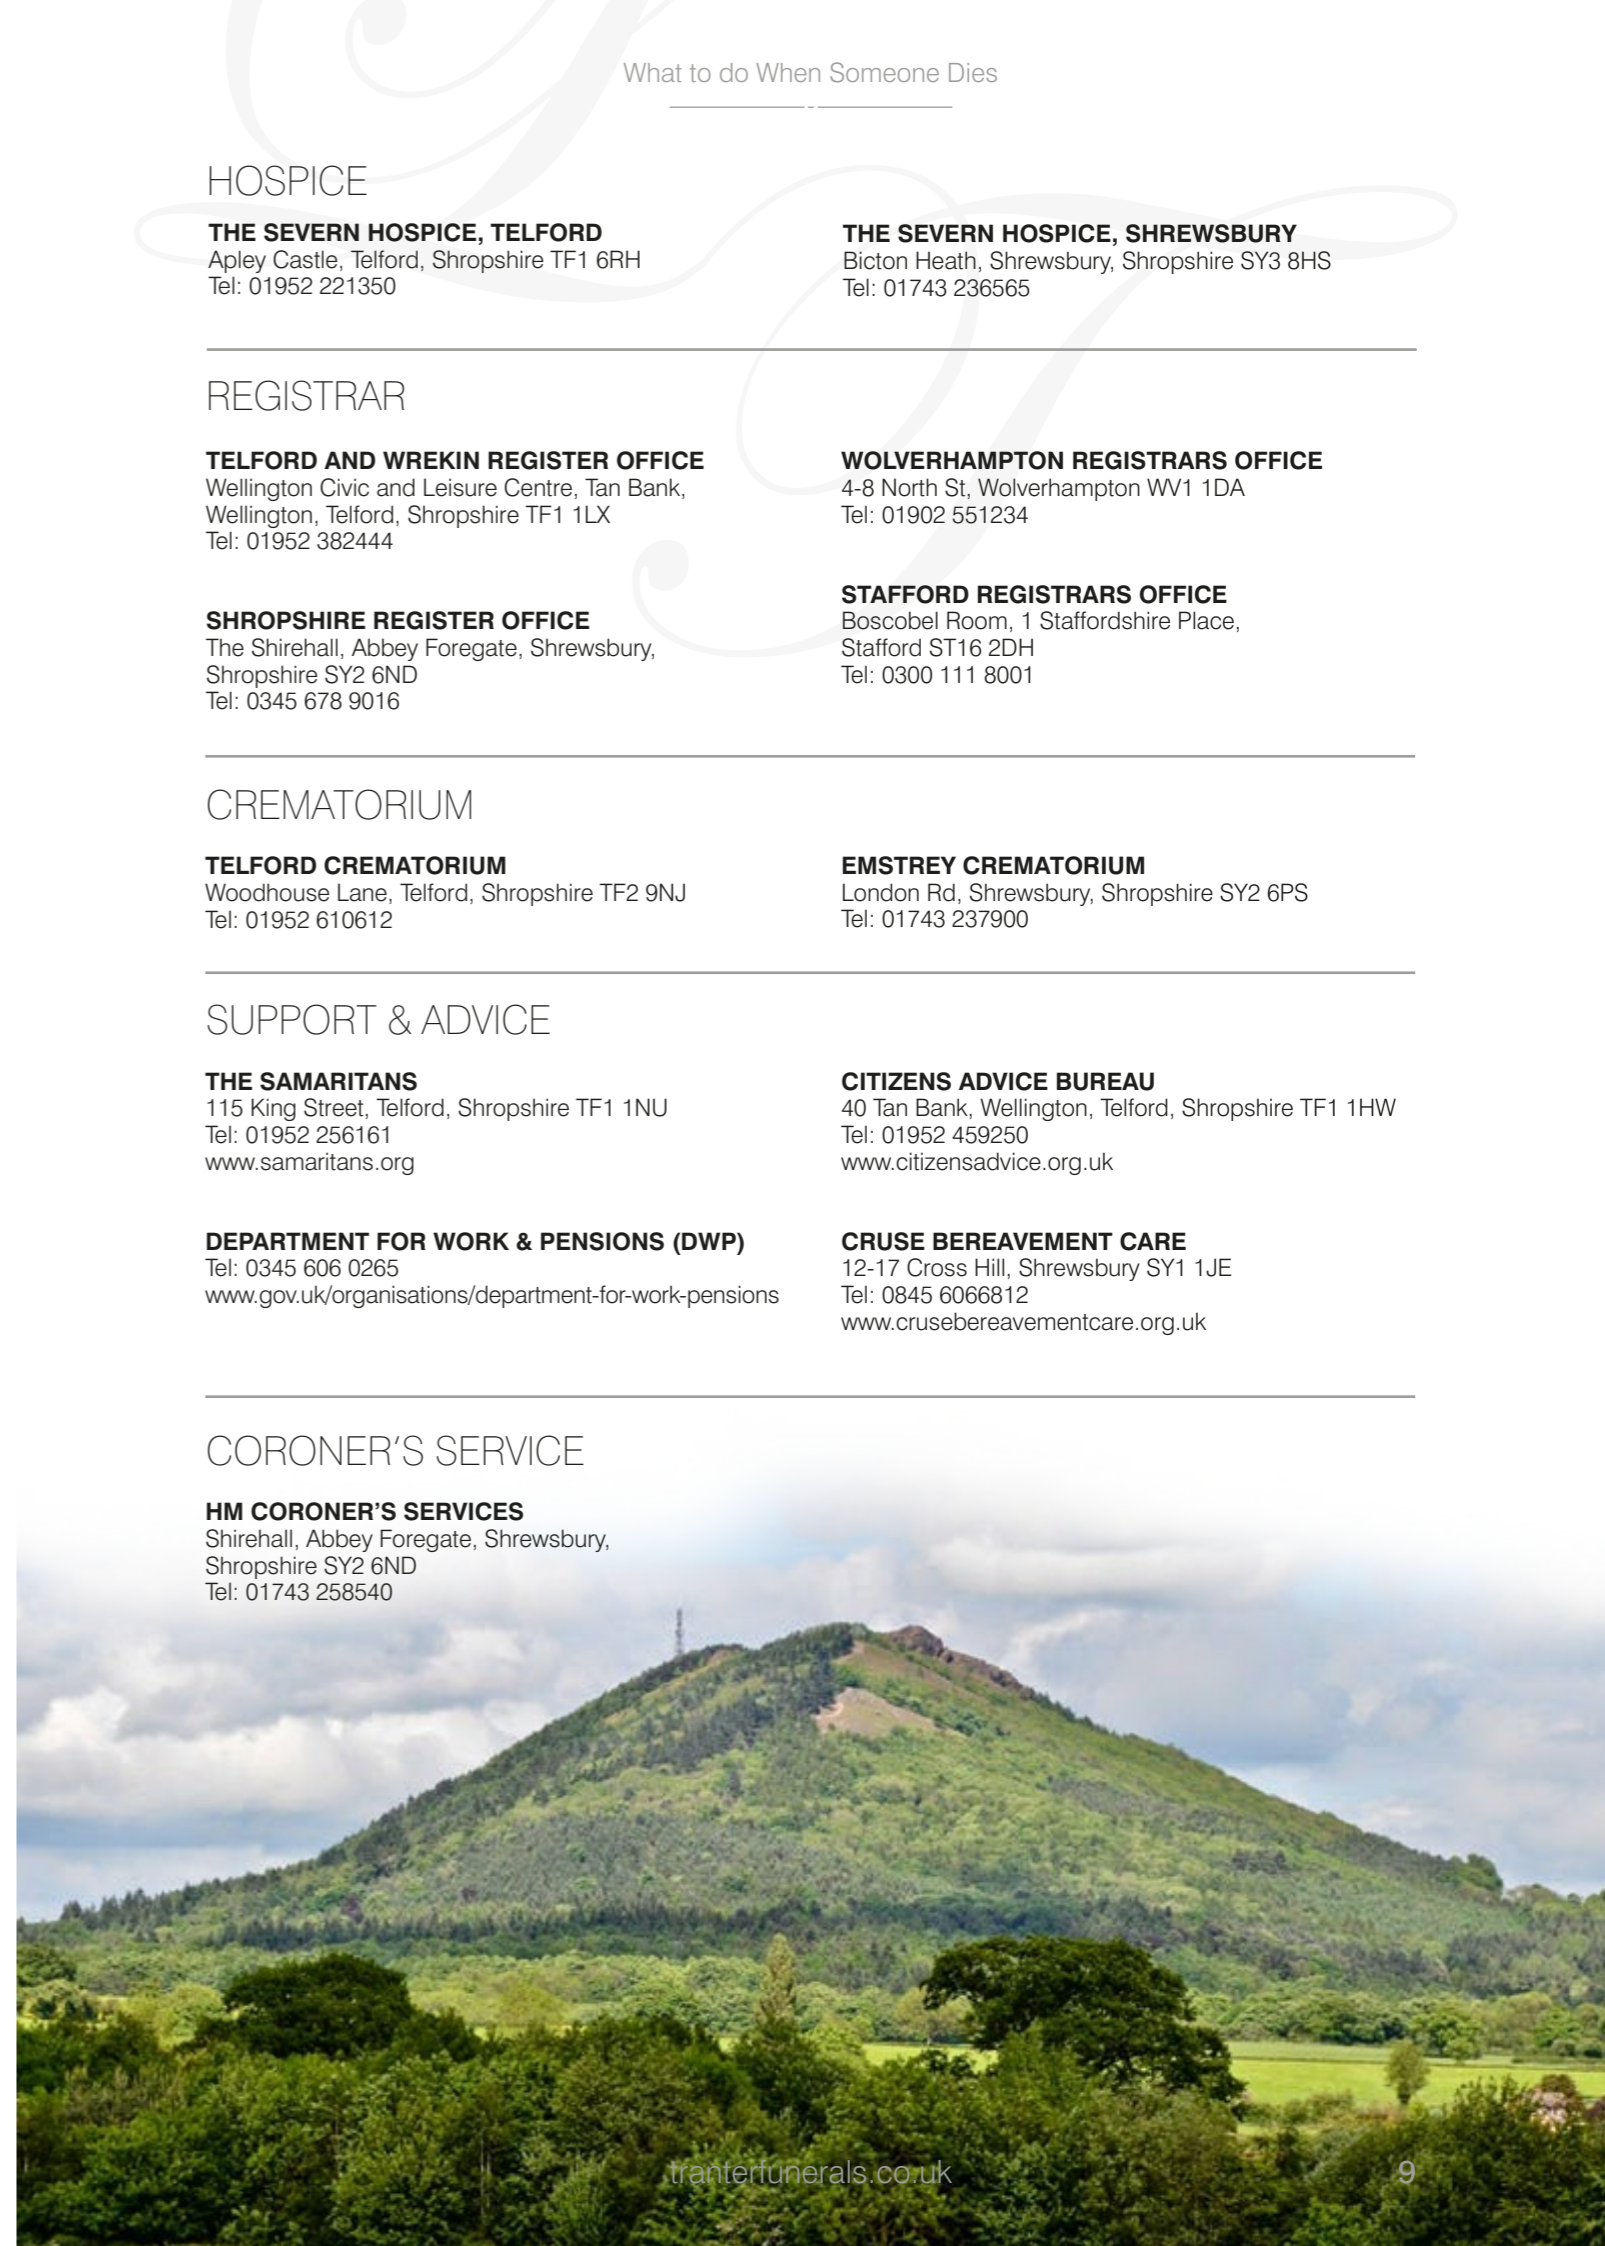 What to do When Someone Dies
HOSPICE
THE SEVERN HOSPICE, TELFORD
Apley Castle, Telford, Shropshire TF1 6RH
Tel: 01952 221350
THE SEVERN HOSPICE, SHREWSBURY
Bicton Heath, Shrewsbury, Shropshire SY3 8HS
Tel: 01743 236565
REGISTRAR
TELFORD AND WREKIN REGISTER OFFICE
Wellington Civic and Leisure Centre, Tan Bank,
Wellington, Telford, Shropshire TF1 1LX
Tel: 01952 382444
SHROPSHIRE REGISTER OFFICE
The Shirehall, Abbey Foregate, Shrewsbury,
Shropshire SY2 6ND
Tel: 0345 678 9016
WOLVERHAMPTON REGISTRARS OFFICE
4-8 North St, Wolverhampton WV1 1DA
Tel: 01902 551234
STAFFORD REGISTRARS OFFICE
Boscobel Room, 1 Staffordshire Place,
Stafford ST16 2DH
Tel: 0300 111 8001
CREMATORIUM
TELFORD CREMATORIUM
Woodhouse Lane, Telford, Shropshire TF2 9NJ
Tel: 01952 610612
EMSTREY CREMATORIUM
London Rd, Shrewsbury, Shropshire SY2 6PS
Tel: 01743 237900
SUPPORT & ADVICE
THE SAMARITANS
115 King Street, Telford, Shropshire TF1 1NU
Tel: 01952 256161
www.samaritans.org
DEPARTMENT FOR WORK & PENSIONS (DWP)
Tel: 0345 606 0265
www.gov.uk/organisations/department-for-work-pensions
CITIZENS ADVICE BUREAU
40 Tan Bank, Wellington, Telford, Shropshire TF1 1HW
Tel: 01952 459250
www.citizensadvice.org.uk
CRUSE BEREAVEMENT CARE
12-17 Cross Hill, Shrewsbury SY1 1JE
Tel: 0845 6066812
www.crusebereavementcare.org.uk
CORONER’S SERVICE
HM CORONER’S SERVICES
Shirehall, Abbey Foregate, Shrewsbury,
Shropshire SY2 6ND
Tel: 01743 258540
tranterfunerals.co.uk
9